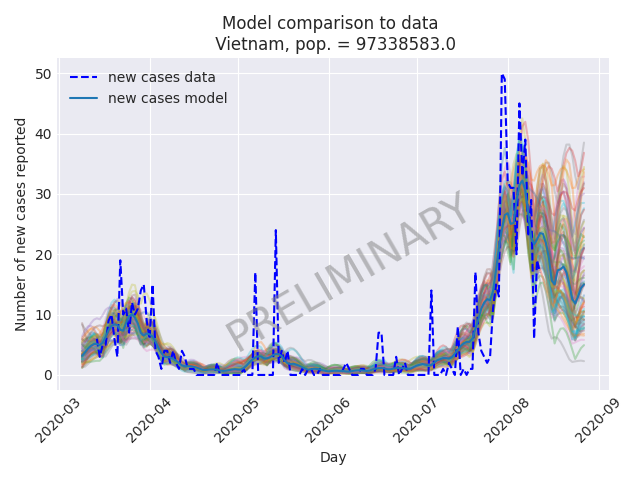 Model comparison to data
Vietnam, pop. = 97338583.0
new cases data
new cases model
PRELIMINARY
Number of new cases reported
50
40
30
20
10
0
2020-03
2020-04
2020-05
2020-06
2020-07
2020-08
2020-09
Day